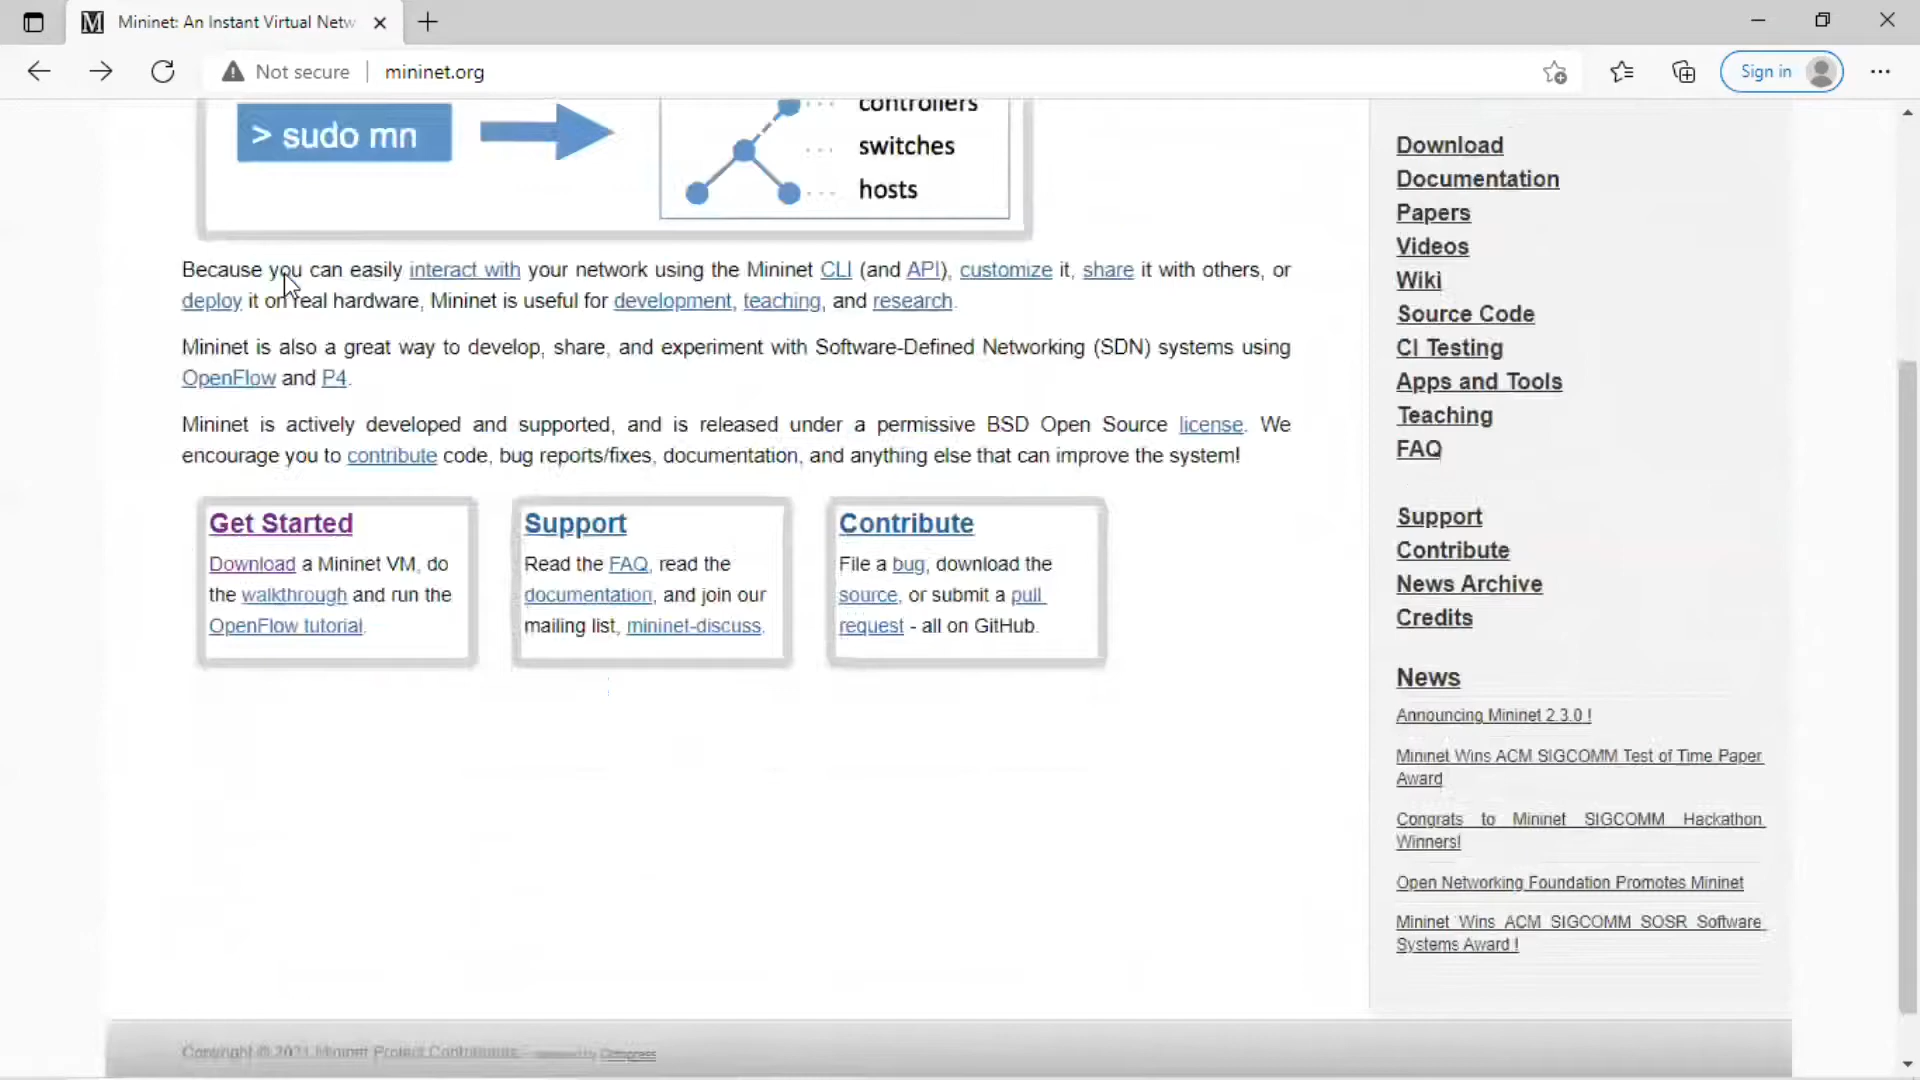 Mininet: An Instant Virtual Netw
Not secure
mininet.org
Sign in
controllers
> sudo mn
switches
hosts
Because you can easily interact with your network using the Mininet CLI (and API), customize it, share it with others, or
deploy it on real hardware, Mininet is useful for development, teaching, and research.
Mininet is also a great way to develop, share, and experiment with Software-Defined Networking (SDN) systems using
OpenFlow and P4.
Mininet is actively developed and supported, and is released under a permissive BSD Open Source license. We
encourage you to contribute code, bug reports/fixes, documentation, and anything else that can improve the system!
Get Started
Download a Mininet VM, do
the walkthrough and run the
OpenFlow tutorial.
Support
Read the FAQ, read the
documentation, and join our
mailing list, mininet-discuss.
Contribute
File a bug, download the
source, or submit a pull
request - all on GitHub.
Download
Documentation
Papers
Videos
Wiki
Source Code
CI Testing
Apps and Tools
Teaching
FAQ
Support
Contribute
News Archive
Credits
News
Announcing Mininet 2.3.0 !
Mininet Wins ACM SIGCOMM Test of Time Paper
Award
Congrats to Mininet SIGCOMM Hackathon
Winners!
Open Networking Foundation Promotes Mininet
Mininet Wins ACM SIGCOMM SOSR Software
Systems Award !
Copyright © 2021 Mininet Project Contributors